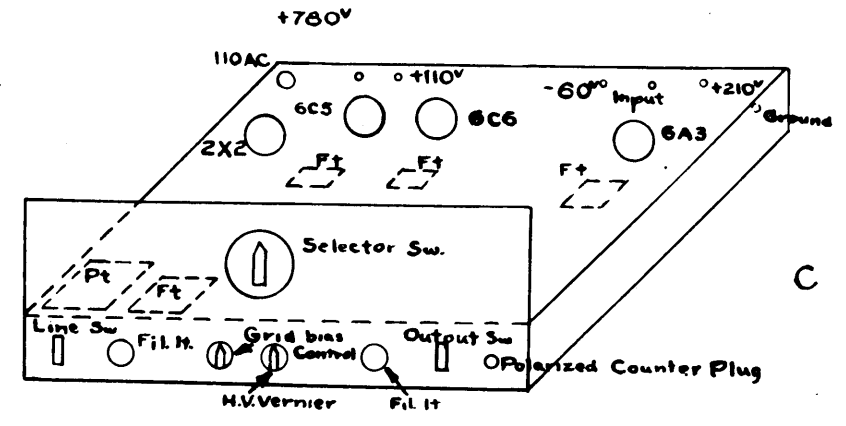 +780V
110AC
+110V
-60V
Input
+210V
Ground
6C5
6C6
6A3
2X2
Ft
Ft
Ft
Selector Sw.
Pt
Ft
C
Line Sw
Fil. lt.
Grid bias
Control
Output Sw
Polarized Counter Plug
H.V. Vernier
Fil. lt